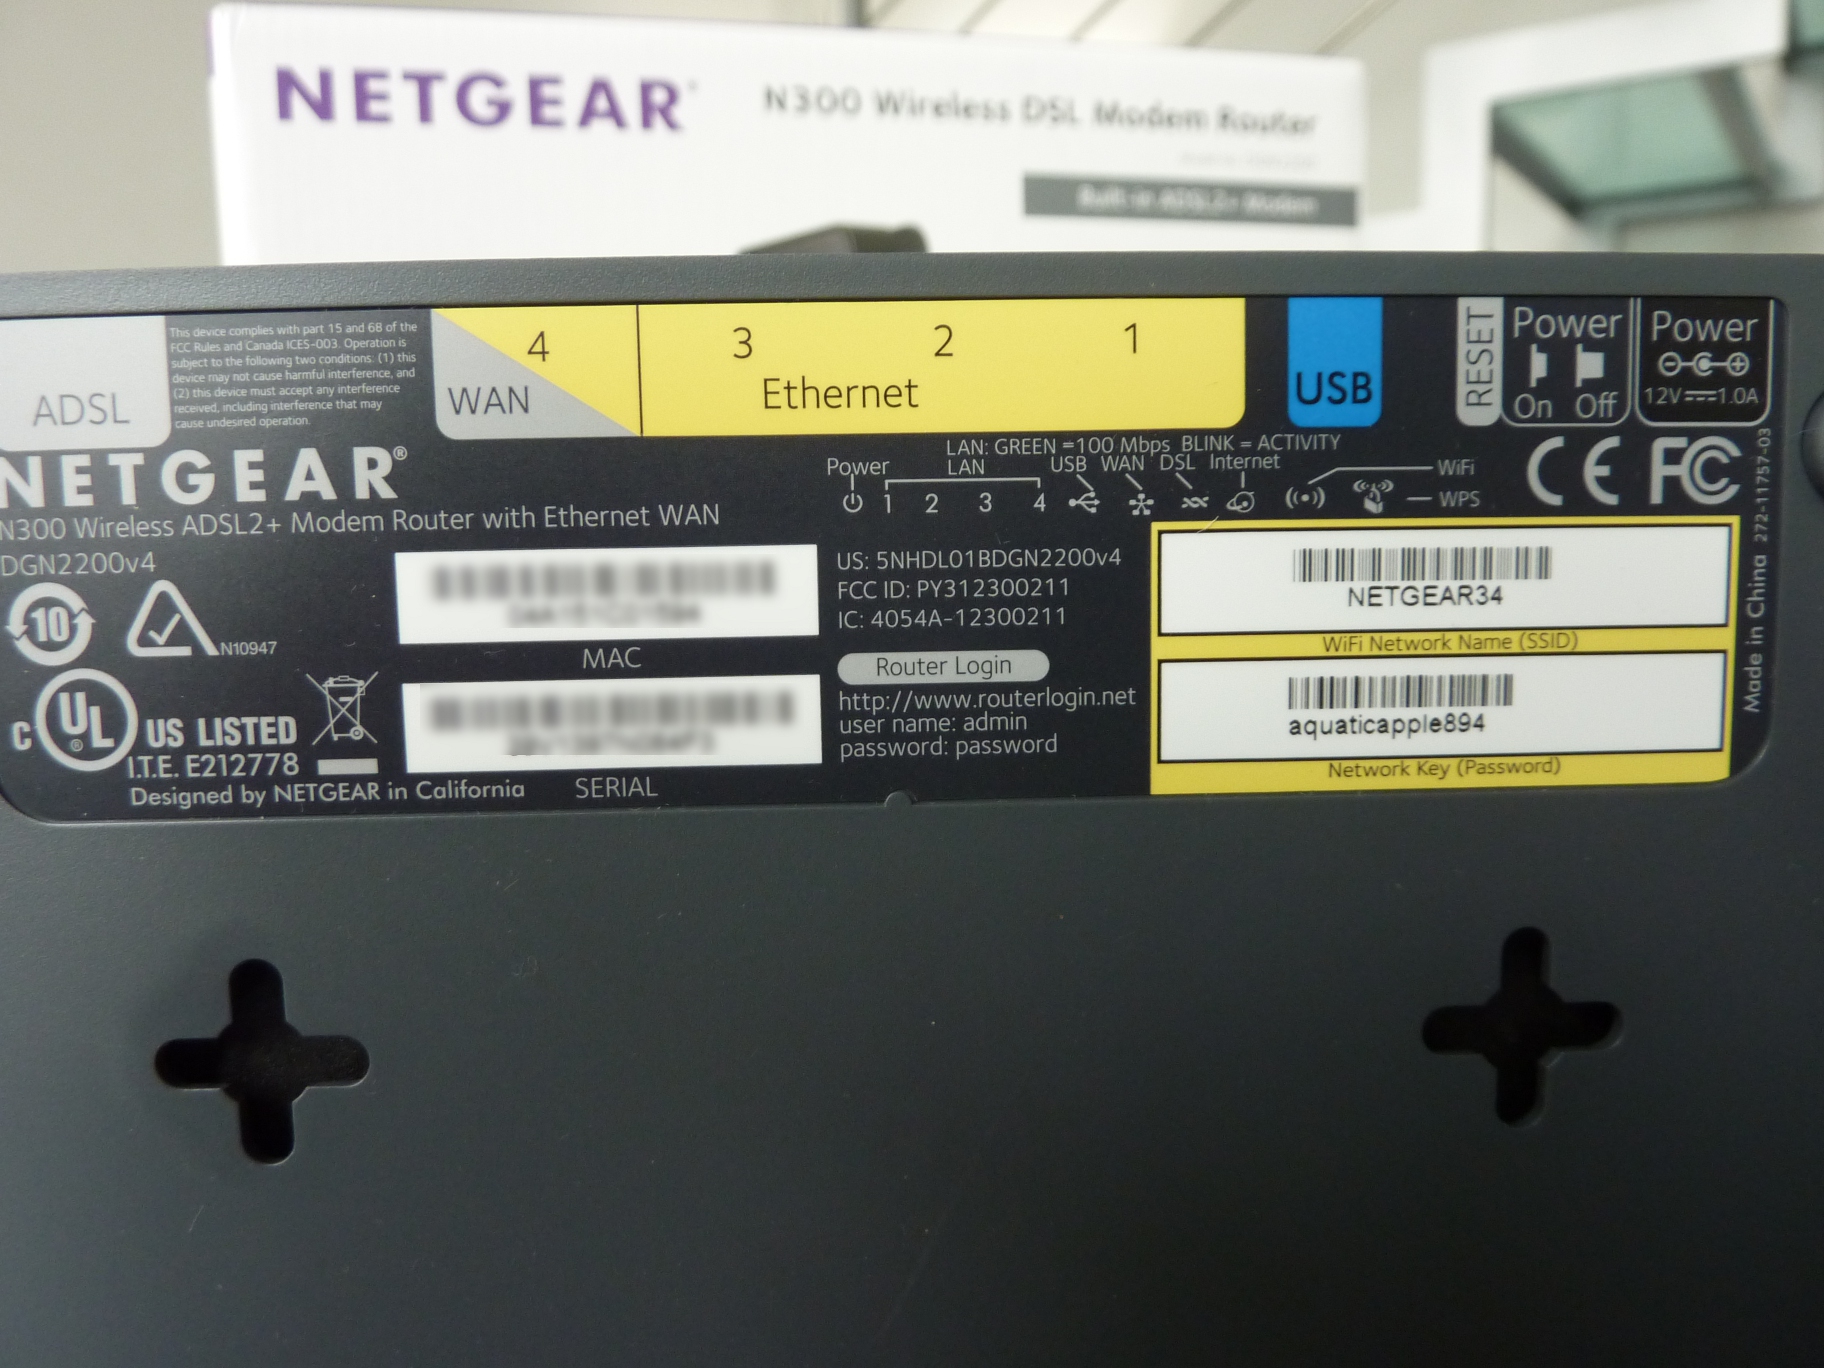 NETGEAR
N300 Wireless DSL Modem Router
Built-in ADSL2+ Modem
ADSL
This device complies with part 15 and 68 of the
FCC Rules and Canada ICES-003. Operation is
subject to the following two conditions: (1) this
device may not cause harmful interference, and
(2) this device must accept any interference
received, including interference that may
cause undesired operation.
4
WAN
3 2 1
Ethernet
USB
RESET
Power
On Off
Power
12V 1.0A
NETGEAR®
N300 Wireless ADSL2+ Modem Router with Ethernet WAN
DGN2200v4
LAN: GREEN =100 Mbps BLINK = ACTIVITY
Power LAN USB WAN DSL Internet WiFi
1 2 3 4 WPS
CE FC
10
N10947
MAC
C UL ® US LISTED
I.T.E. E212778
Designed by NETGEAR in California
SERIAL
US: 5NHDL01BDGN2200v4
FCC ID: PY312300211
IC: 4054A-12300211
Router Login
http://www.routerlogin.net
user name: admin
password: password
NETGEAR34
WiFi Network Name (SSID)
aquaticapple894
Network Key (Password)
Made in China 272-11757-03